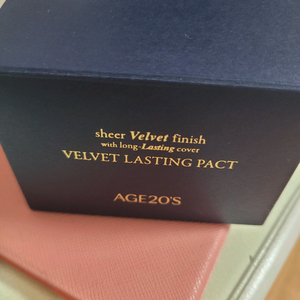 sheer Velvet finish
with long-Lasting cover
VELVET LASTING PACT
AGE20'S